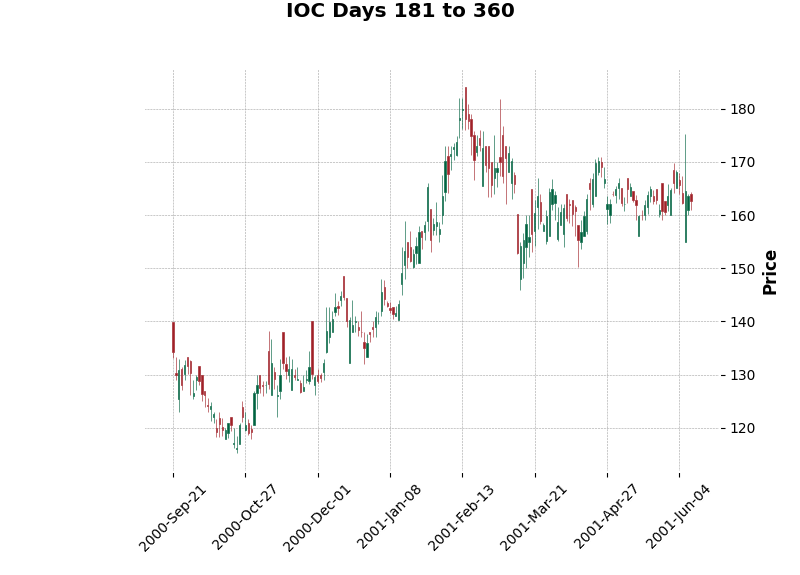 IOC Days 181 to 360
180
170
160
150
140
130
120
Price
2000-Sep-21
2000-Oct-27
2000-Dec-01
2001-Jan-08
2001-Feb-13
2001-Mar-21
2001-Apr-27
2001-Jun-04